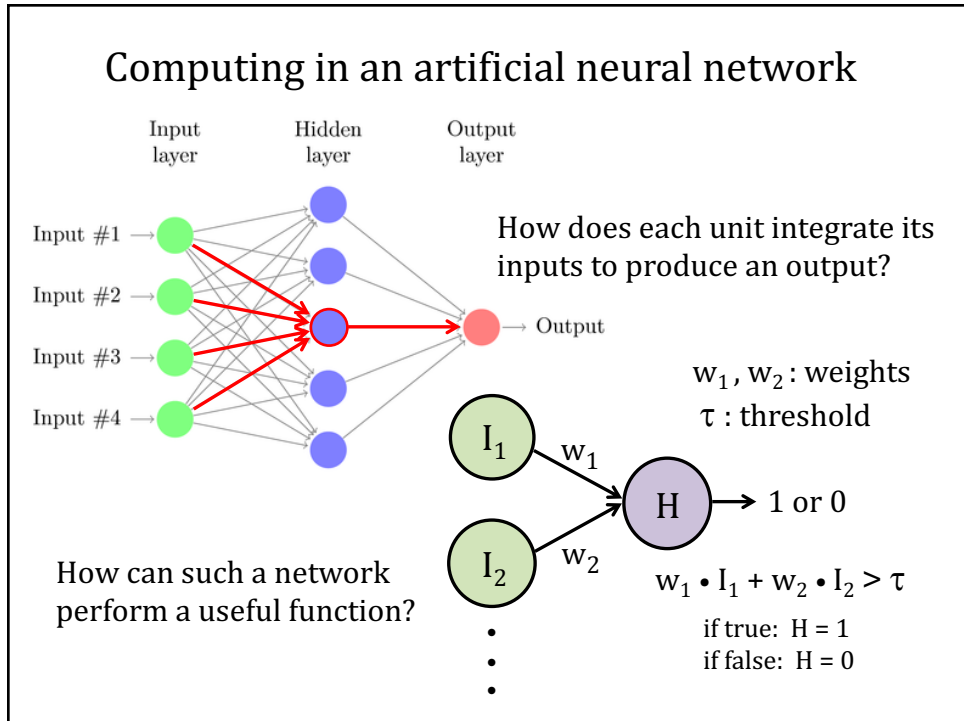 Computing in an artificial neural network
Input
layer
Hidden
layer
Output
layer
Input #1
Input #2
Input #3
Input #4
Output
How does each unit integrate its
inputs to produce an output?
w₁ , w₂ : weights
τ : threshold
I₁
w₁
H
1 or 0
I₂
w₂
w₁ • I₁ + w₂ • I₂ > τ
if true: H = 1
if false: H = 0
How can such a network
perform a useful function?